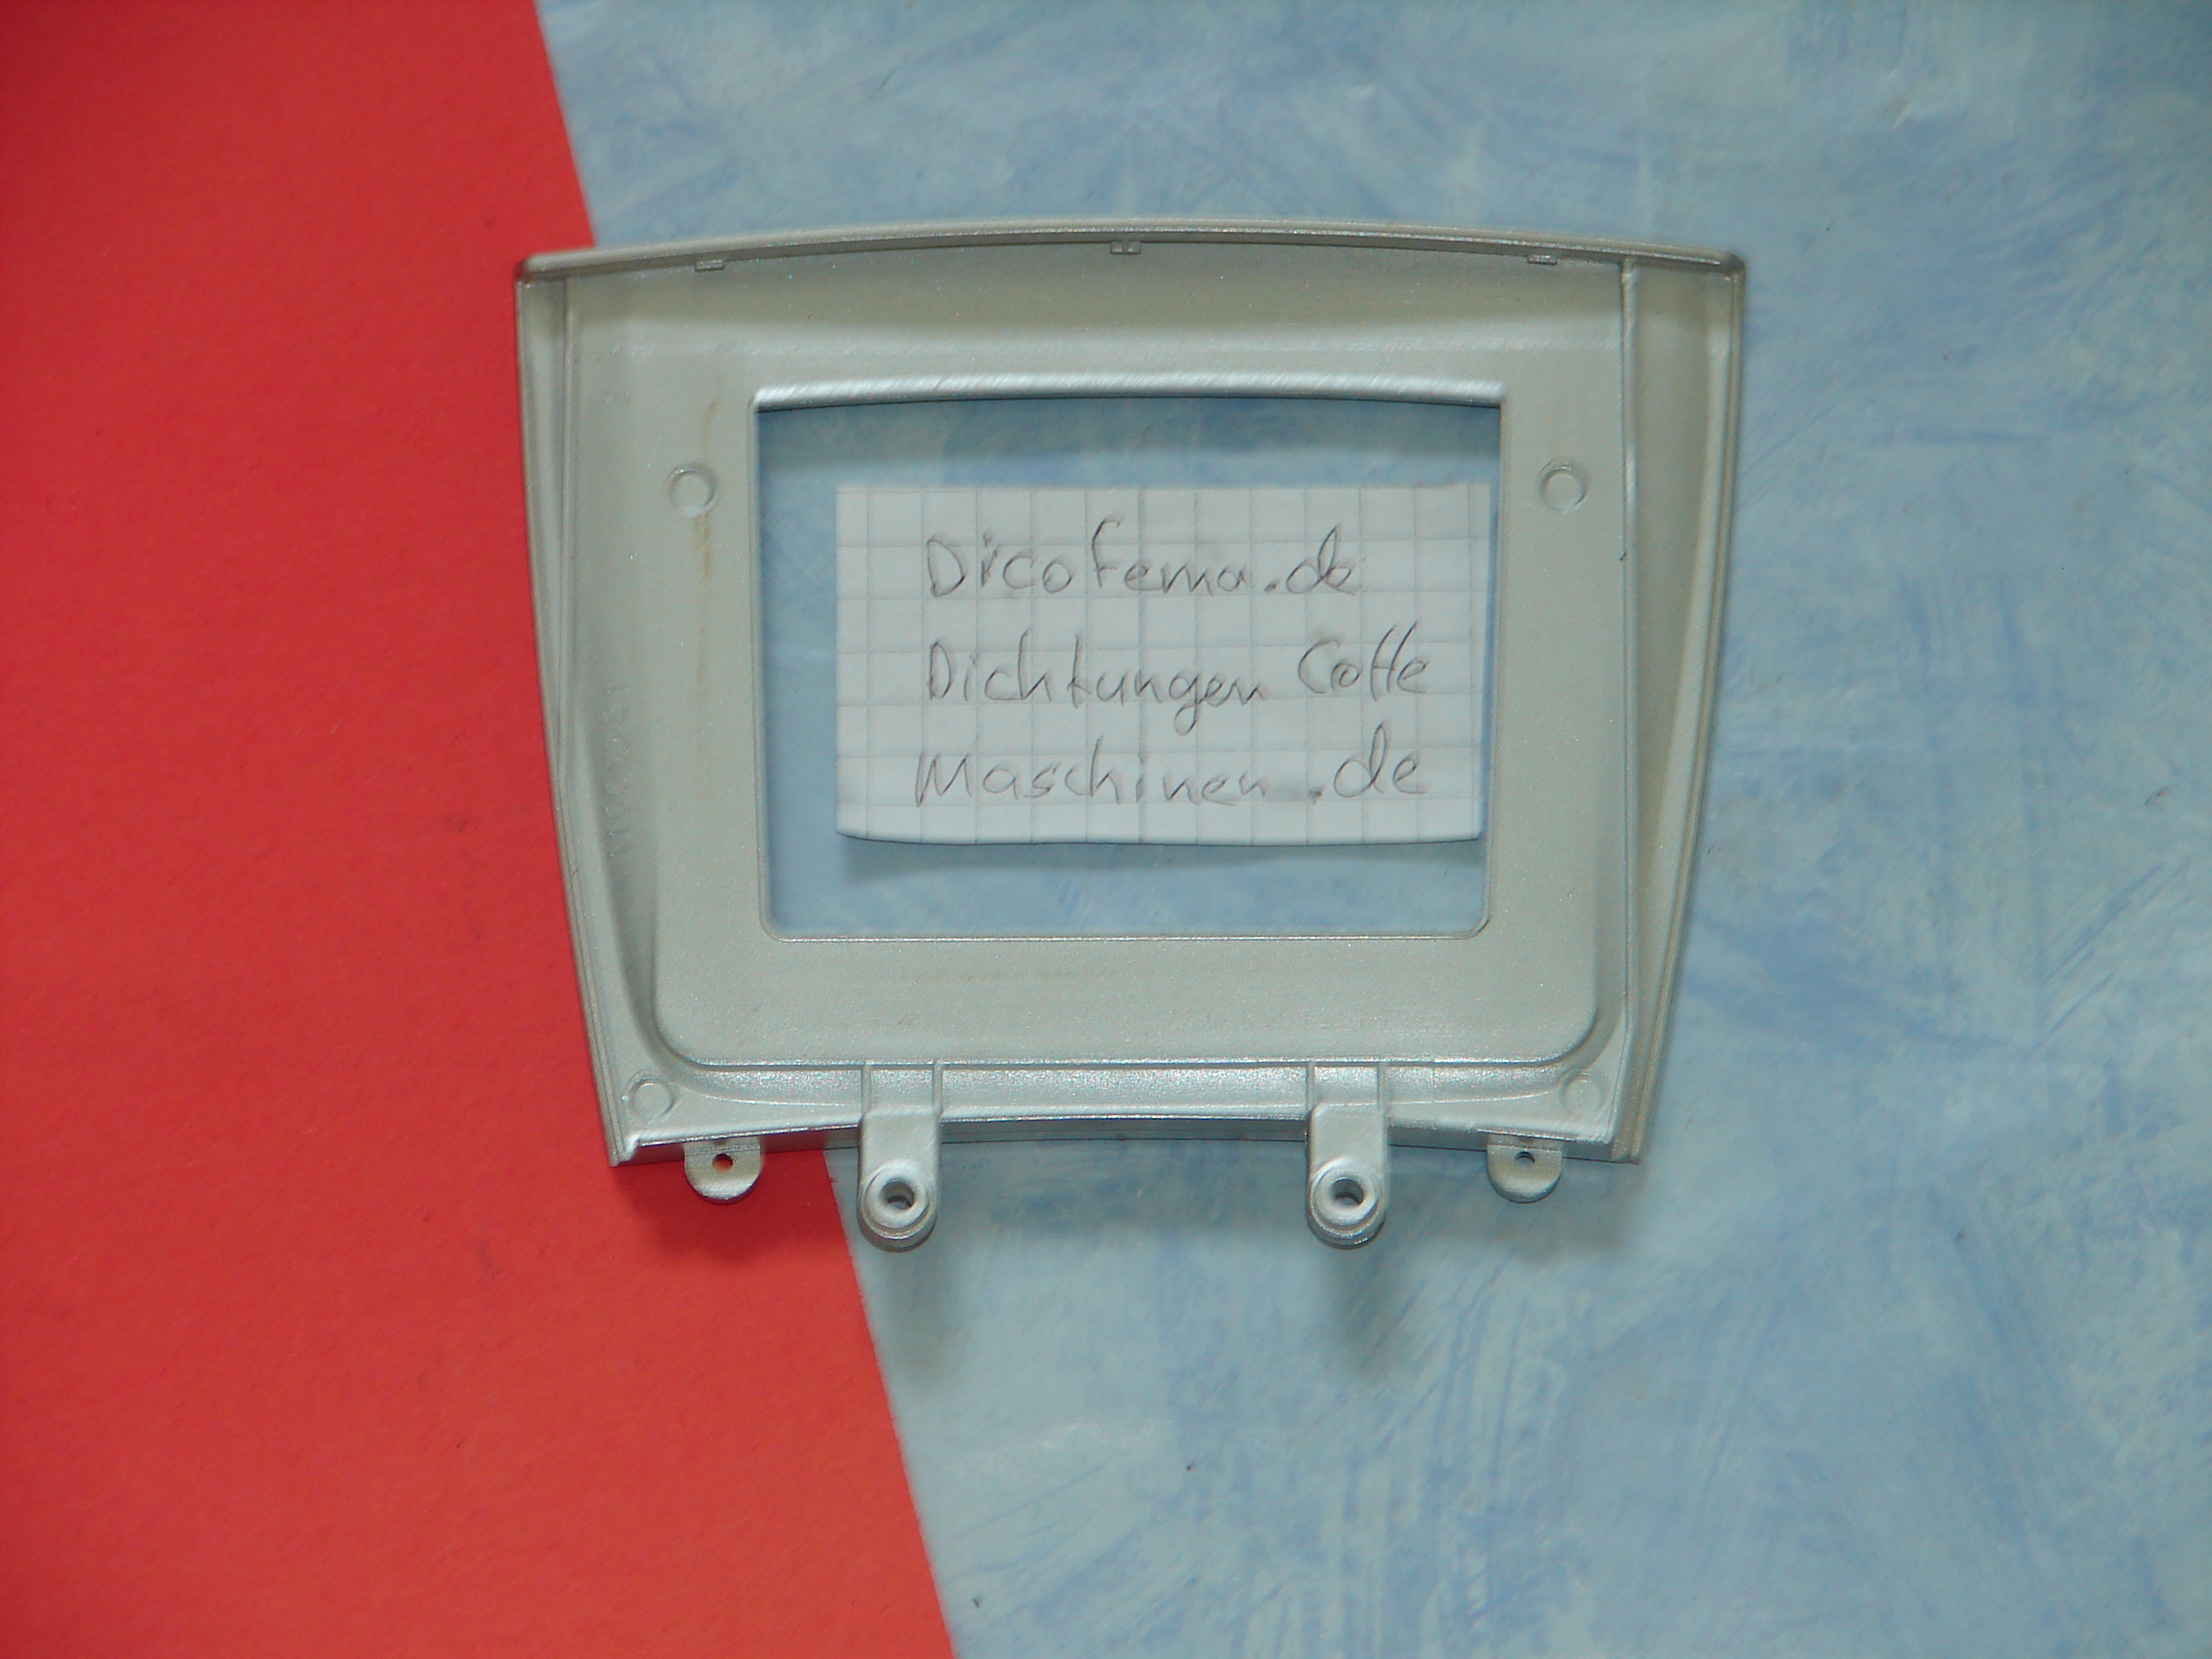 Dicofema.de
Dichtungen Coffe
Maschinen.de